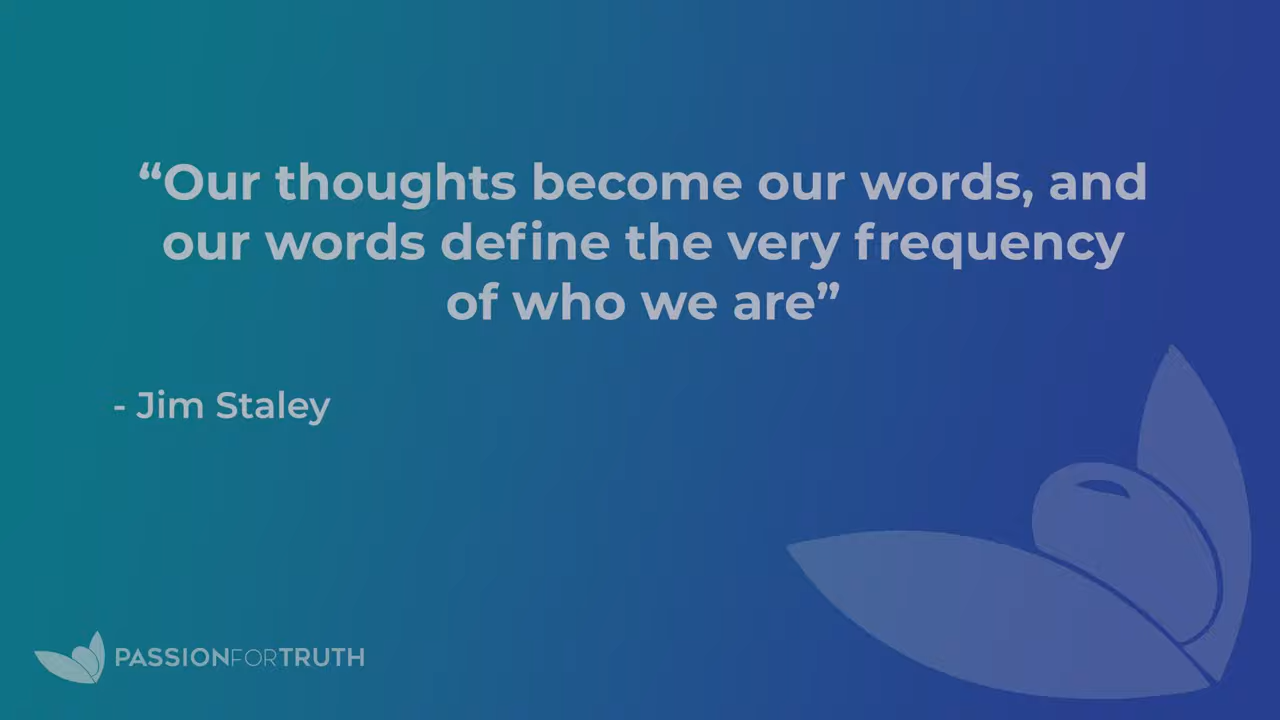 “Our thoughts become our words, and
our words define the very frequency
of who we are”
- Jim Staley
PASSIONFORTRUTH